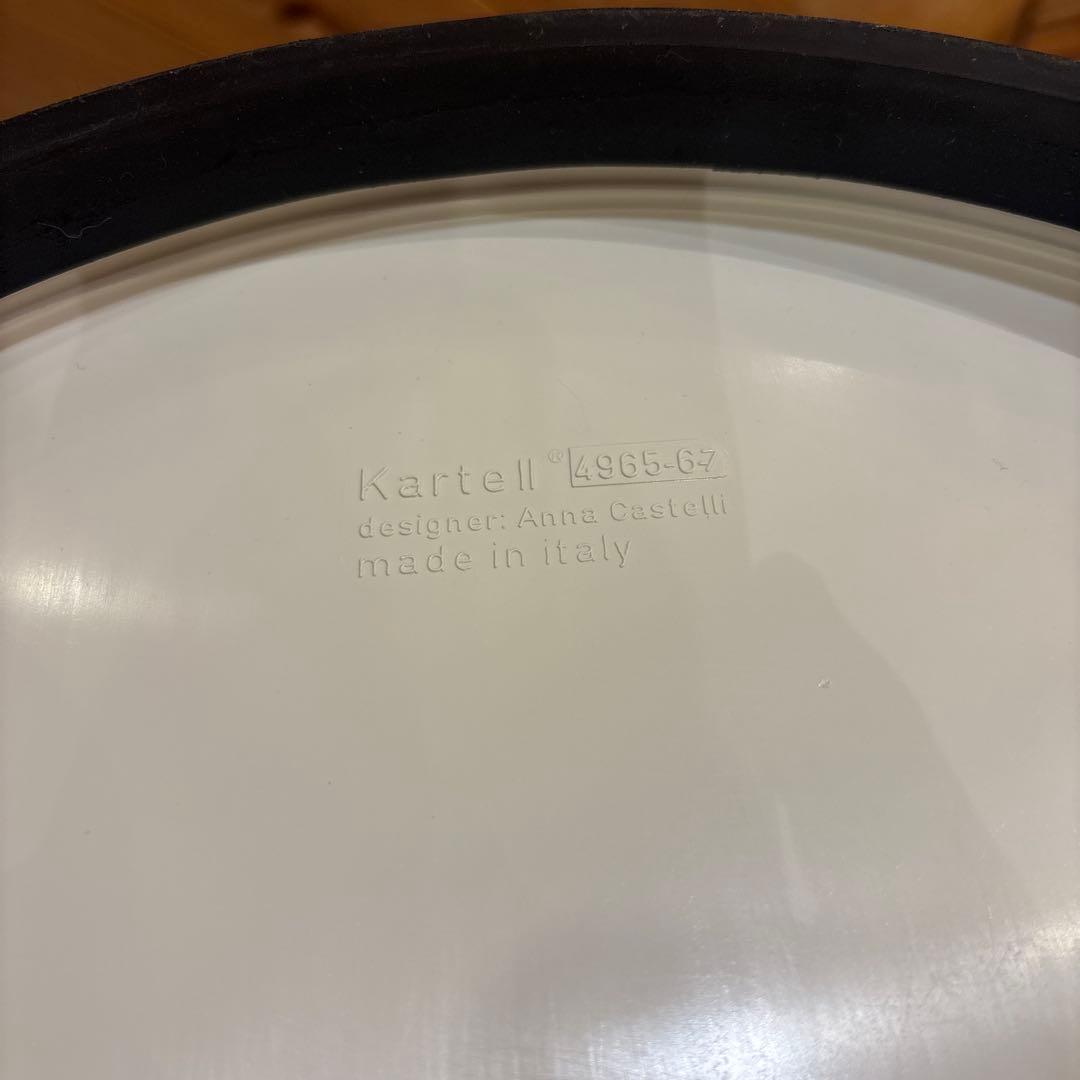 Kartell® 4965-67
designer: Anna Castelli
made in italy